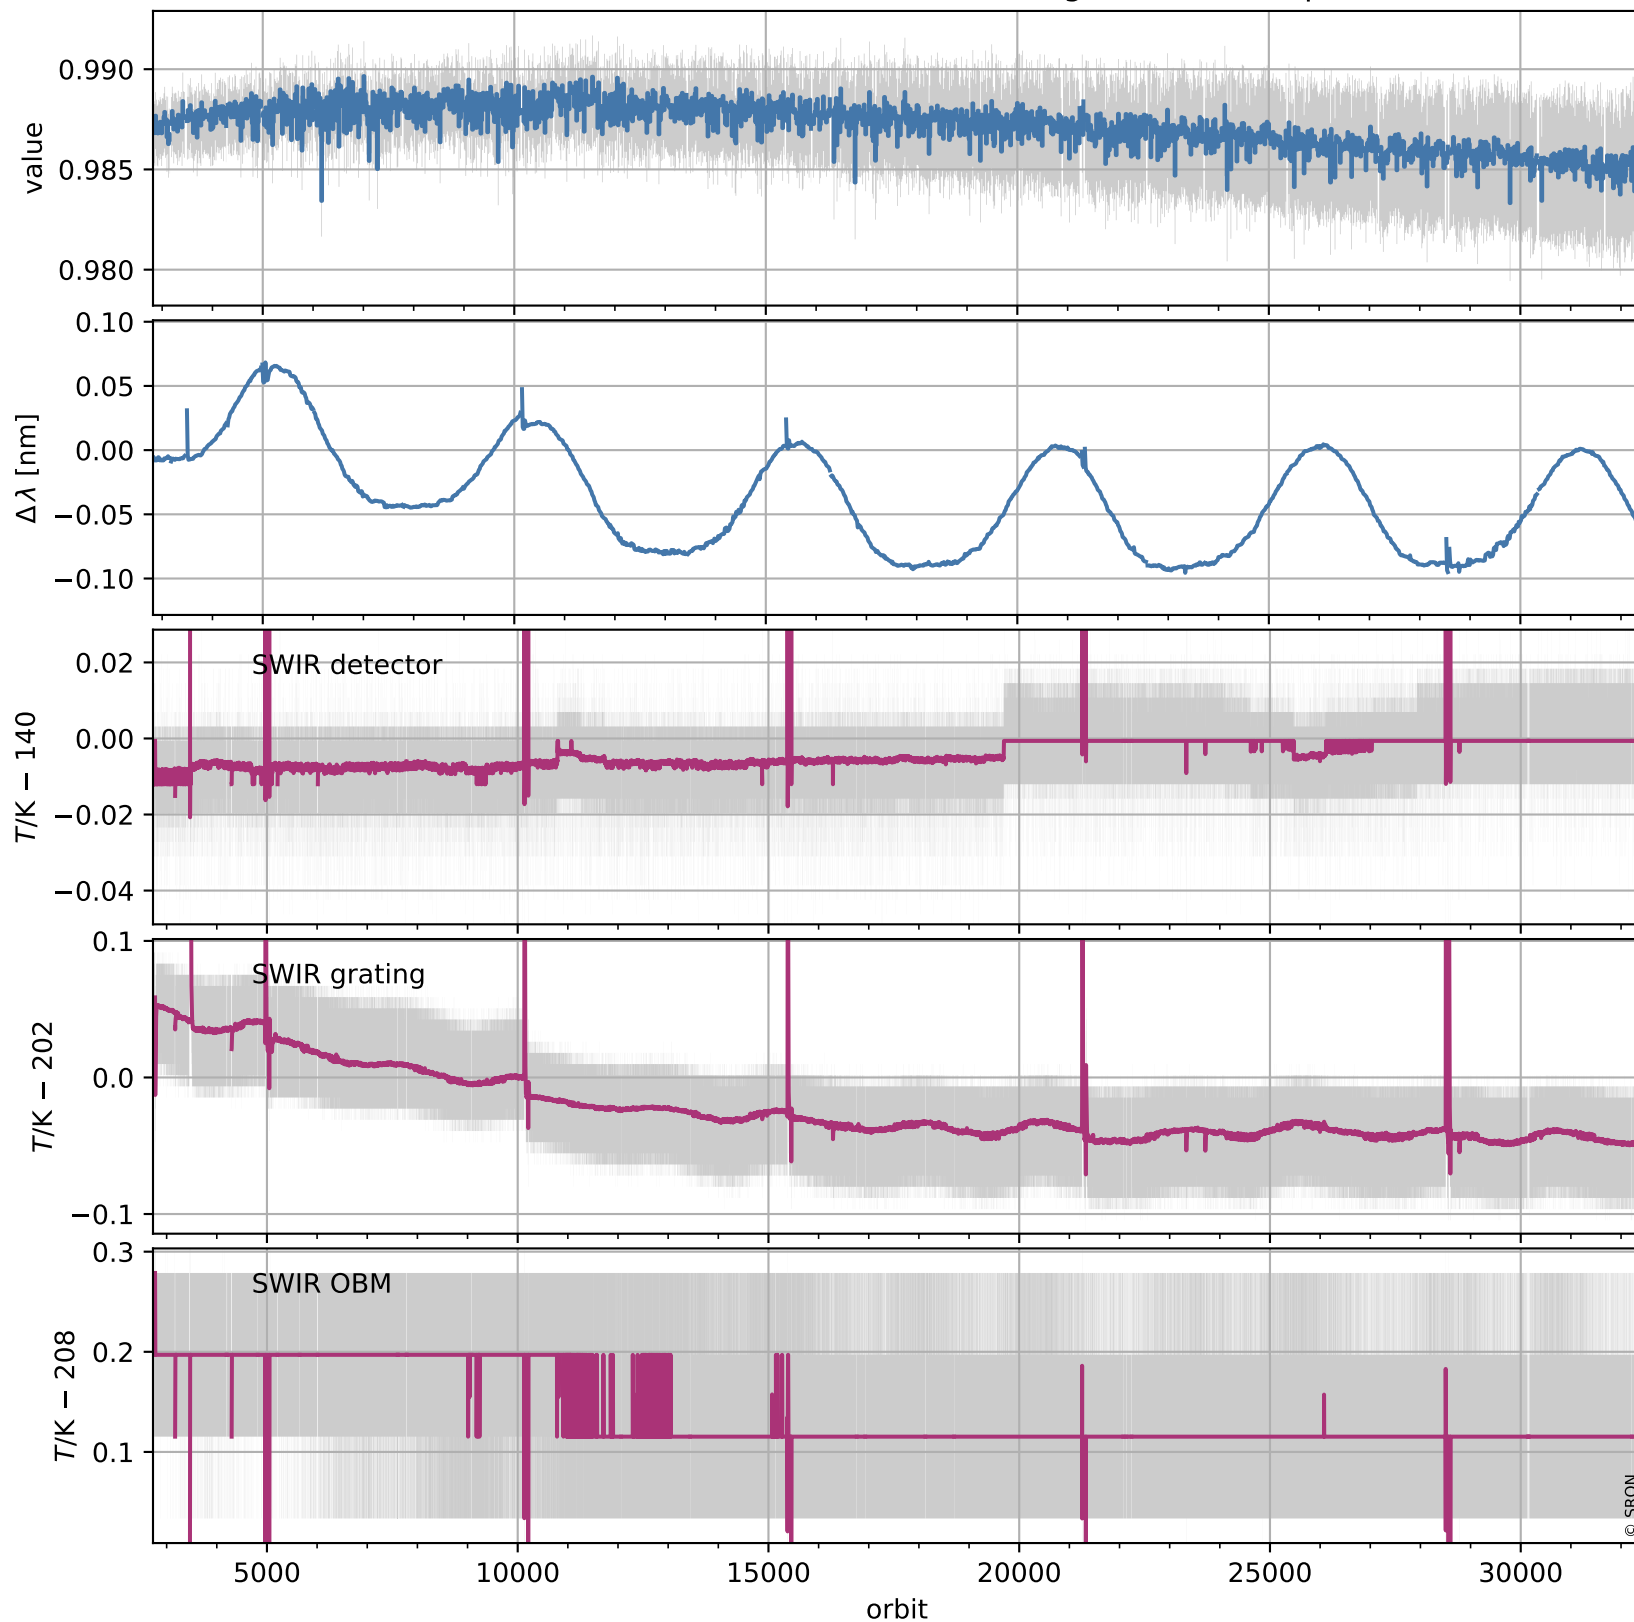 0.990
0.985
0.980
value
0.10
0.05
0.00
−0.05
−0.10
Δλ [nm]
SWIR detector
0.02
0.00
−0.02
−0.04
T/K − 140
SWIR grating
0.1
0.0
−0.1
T/K − 202
SWIR OBM
0.3
0.2
0.1
T/K − 208
5000 10000 15000 20000 25000 30000
orbit
© SRON